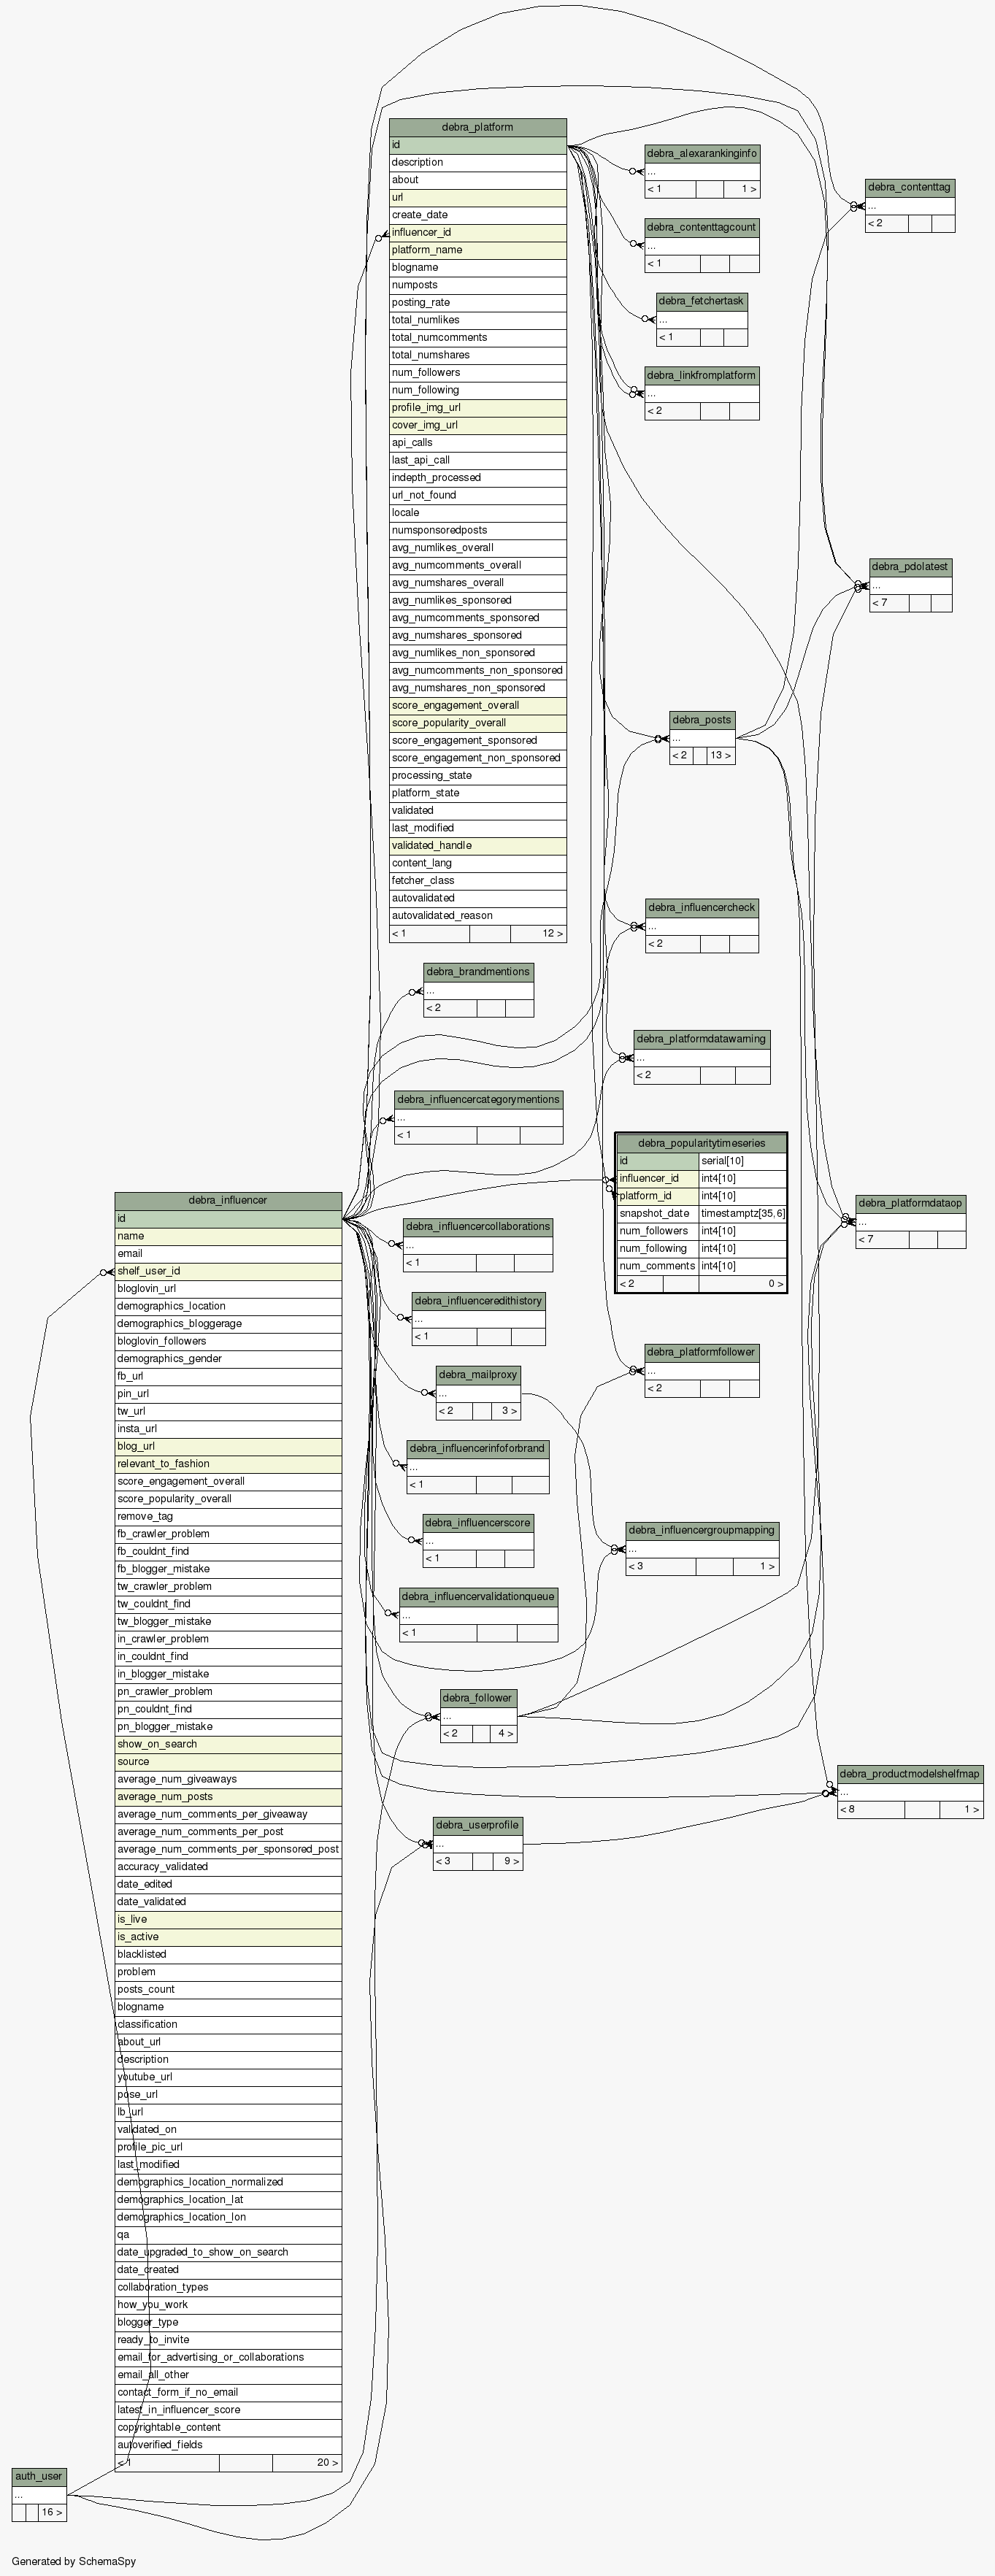 debra_platform
id
description
about
url
create_date
influencer_id
platform_name
blogname
numposts
posting_rate
total_numlikes
total_numcomments
total_numshares
num_followers
num_following
profile_img_url
cover_img_url
api_calls
last_api_call
indepth_processed
url_not_found
locale
numsponsoredposts
avg_numlikes_overall
avg_numcomments_overall
avg_numshares_overall
avg_numlikes_sponsored
avg_numcomments_sponsored
avg_numshares_sponsored
avg_numlikes_non_sponsored
avg_numcomments_non_sponsored
avg_numshares_non_sponsored
score_engagement_overall
score_popularity_overall
score_engagement_sponsored
score_engagement_non_sponsored
processing_state
platform_state
validated
last_modified
validated_handle
content_lang
fetcher_class
autovalidated
autovalidated_reason
< 1 12 >
debra_alexarankinginfo
...
< 1 1 >
debra_contenttag
...
< 2
debra_contenttagcount
...
< 1
debra_fetchertask
...
< 1
debra_linkfromplatform
...
< 2
debra_pdolatest
...
< 7
debra_posts
...
< 2 13 >
debra_influencercheck
...
< 2
debra_brandmentions
...
< 2
debra_platformdatawarning
...
< 2
debra_influencercategorymentions
...
< 1
debra_popularitytimeseries
id serial[10]
influencer_id int4[10]
platform_id int4[10]
snapshot_date timestamptz[35,6]
num_followers int4[10]
num_following int4[10]
num_comments int4[10]
< 2 0 >
debra_platformdataop
...
< 7
debra_influencercollaborations
...
< 1
debra_influenceredithistory
...
< 1
debra_platformfollower
...
< 2
debra_mailproxy
...
< 2 3 >
debra_influencerinfoforbrand
...
< 1
debra_influencerscore
...
< 1
debra_influencergroupmapping
...
< 3 1 >
debra_influencervalidationqueue
...
< 1
debra_follower
...
< 2 4 >
debra_productmodelshelfmap
...
< 8 1 >
debra_userprofile
...
< 3 9 >
debra_influencer
id
name
email
shelf_user_id
bloglovin_url
demographics_location
demographics_bloggerage
bloglovin_followers
demographics_gender
fb_url
pin_url
tw_url
insta_url
blog_url
relevant_to_fashion
score_engagement_overall
score_popularity_overall
remove_tag
fb_crawler_problem
fb_couldnt_find
fb_blogger_mistake
tw_crawler_problem
tw_couldnt_find
tw_blogger_mistake
in_crawler_problem
in_couldnt_find
in_blogger_mistake
pn_crawler_problem
pn_couldnt_find
pn_blogger_mistake
show_on_search
source
average_num_giveaways
average_num_posts
average_num_comments_per_giveaway
average_num_comments_per_post
average_num_comments_per_sponsored_post
accuracy_validated
date_edited
date_validated
is_live
is_active
blacklisted
problem
posts_count
blogname
classification
about_url
description
youtube_url
pose_url
lb_url
validated_on
profile_pic_url
last_modified
demographics_location_normalized
demographics_location_lat
demographics_location_lon
qa
date_upgraded_to_show_on_search
date_created
collaboration_types
how_you_work
blogger_type
ready_to_invite
email_for_advertising_or_collaborations
email_all_other
contact_form_if_no_email
latest_in_influencer_score
copyrightable_content
autoverified_fields
< 1 20 >
auth_user
...
16 >
Generated by SchemaSpy